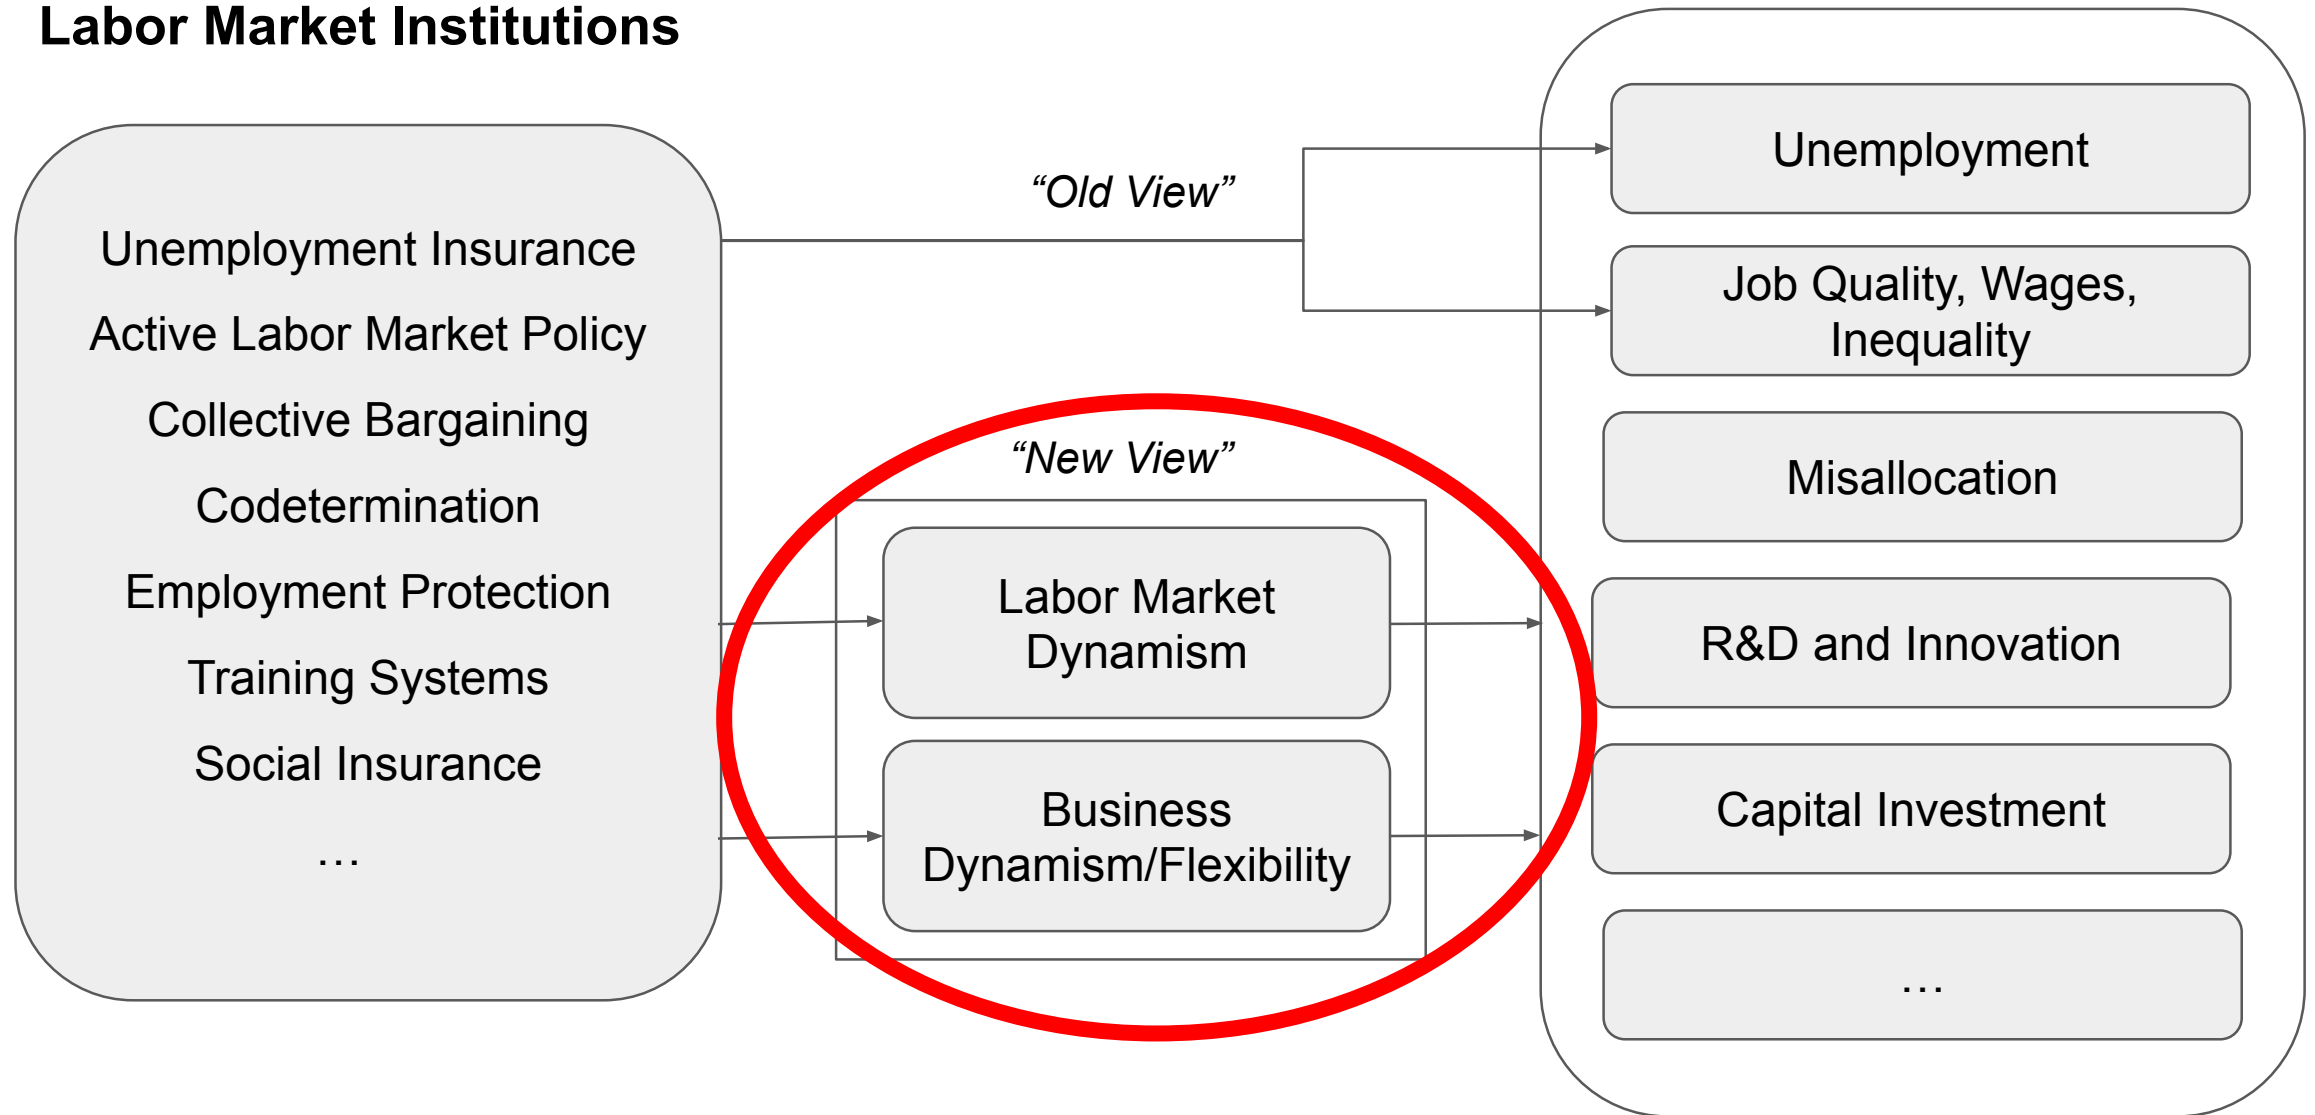 Labor Market Institutions
Unemployment Insurance
Active Labor Market Policy
Collective Bargaining
Codetermination
Employment Protection
Training Systems
Social Insurance
…
“Old View”
“New View”
Labor Market
Dynamism
Business
Dynamism/Flexibility
Unemployment
Job Quality, Wages,
Inequality
Misallocation
R&D and Innovation
Capital Investment
…